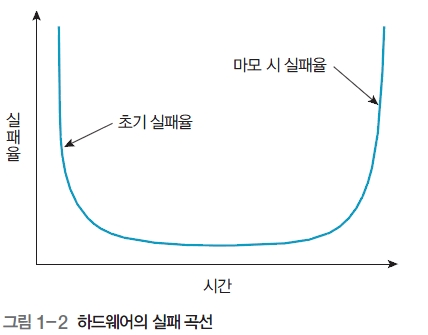 마모 시 실패율
초기 실패율
실패율
시간
그림 1-2 하드웨어의 실패 곡선